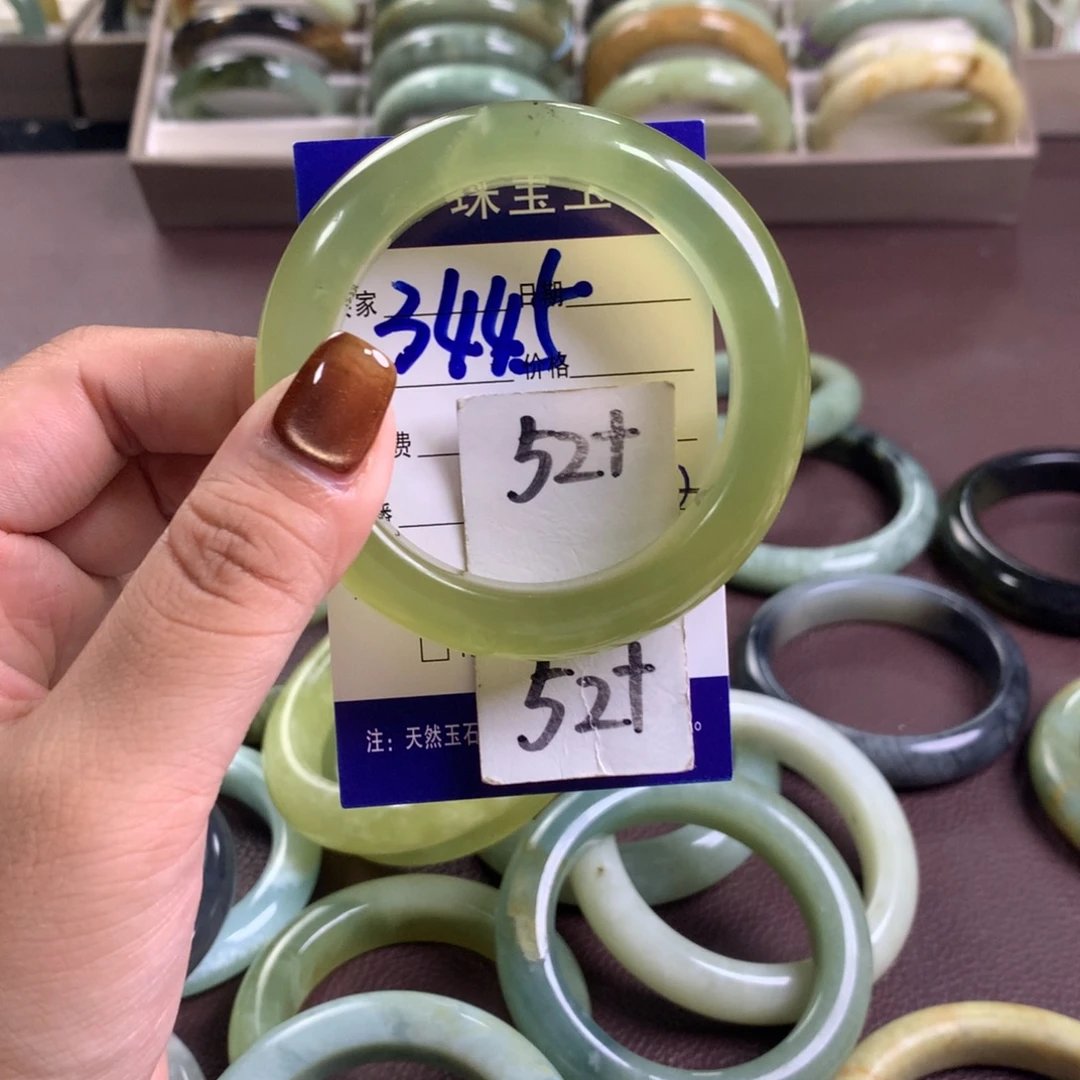 珠宝玉
家 3445 日期
价格
费
52+
52+
注：天然玉石